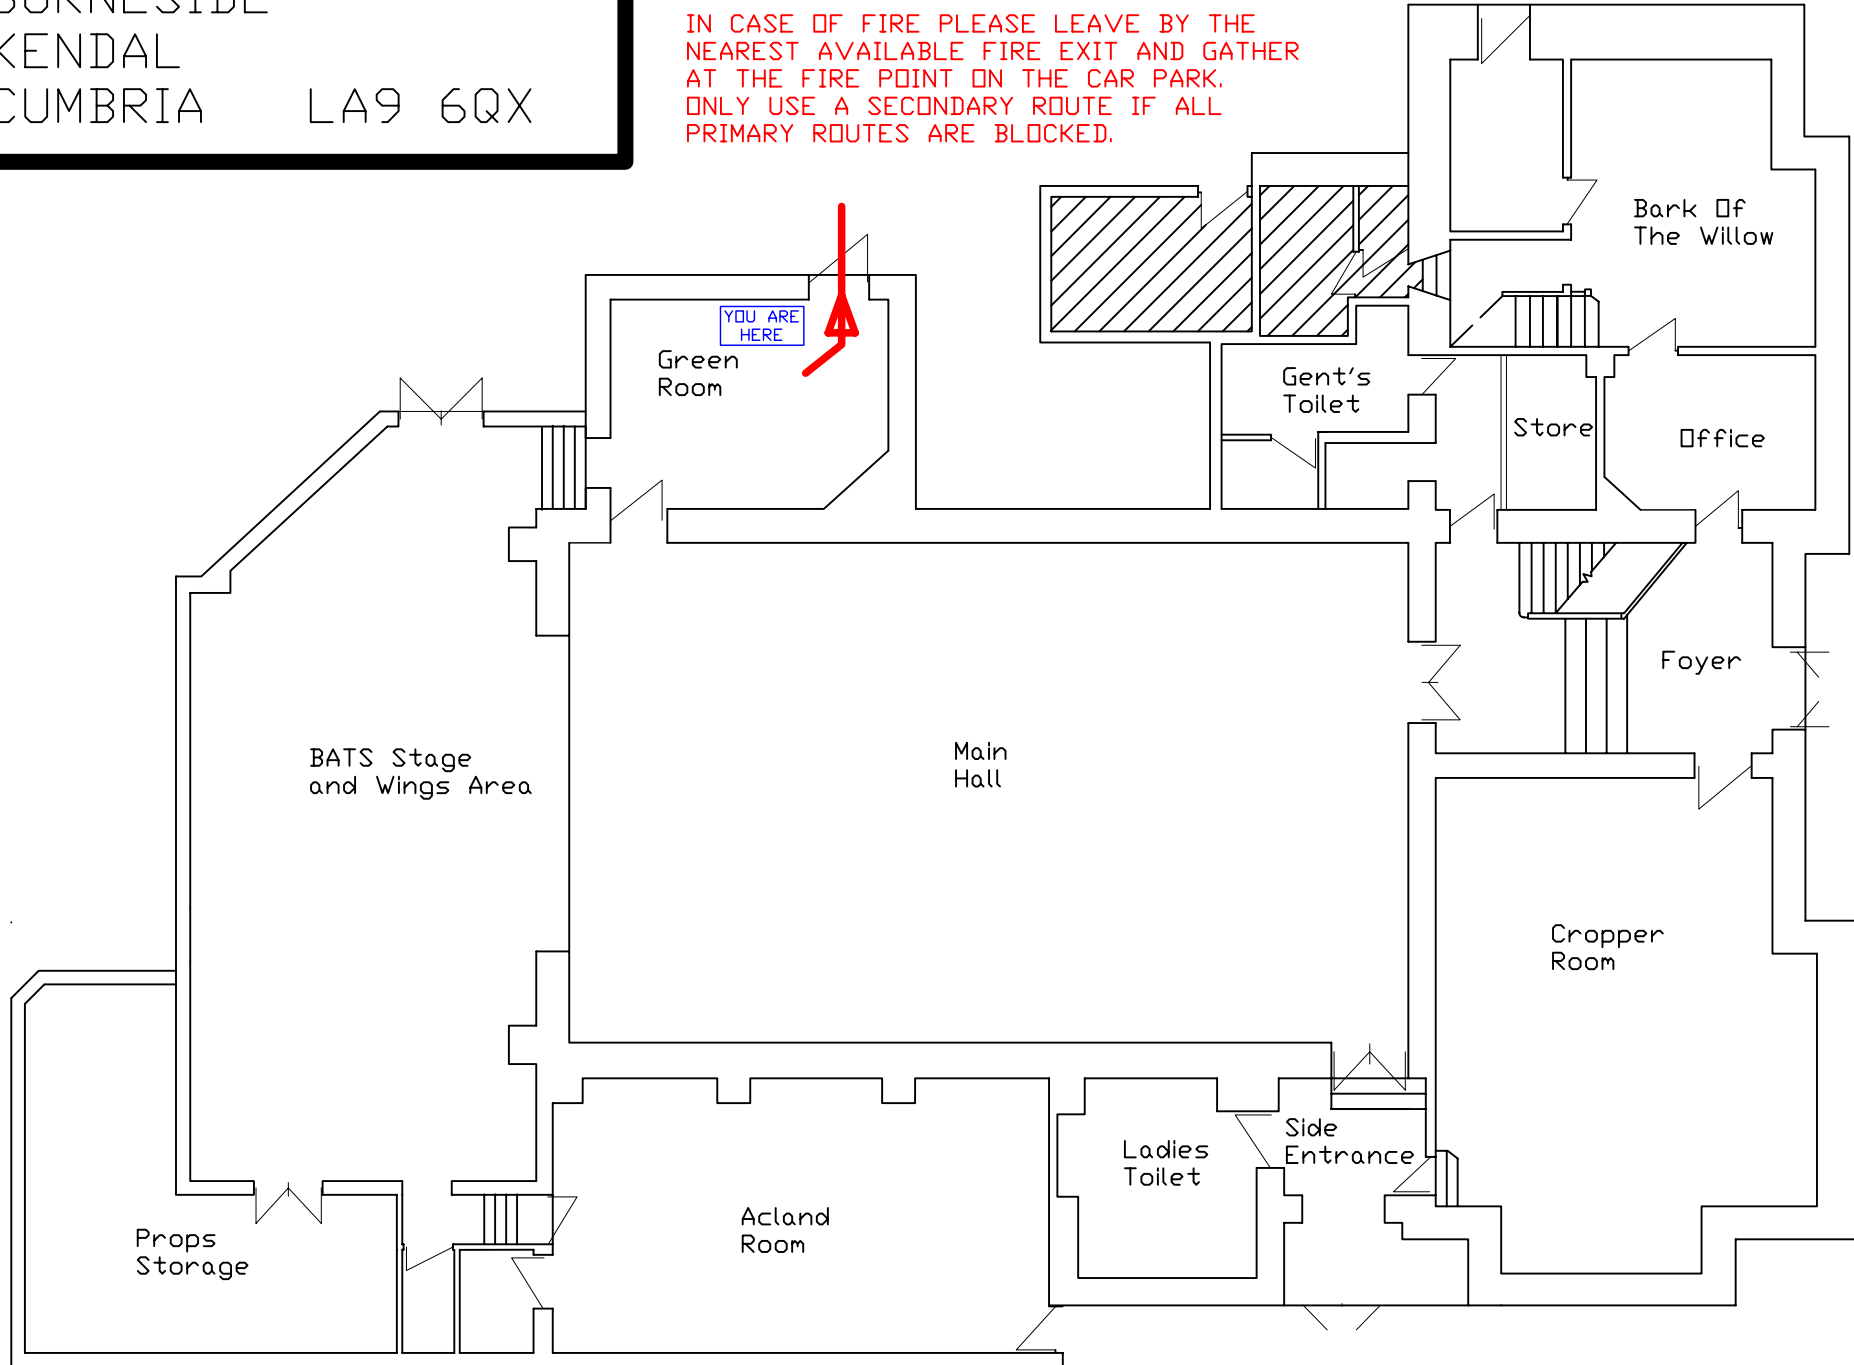 BURNESIDE
KENDAL
CUMBRIA LA9 6QX
IN CASE OF FIRE PLEASE LEAVE BY THE
NEAREST AVAILABLE FIRE EXIT AND GATHER
AT THE FIRE POINT ON THE CAR PARK.
ONLY USE A SECONDARY ROUTE IF ALL
PRIMARY ROUTES ARE BLOCKED.
Bark Of
The Willow
YOU ARE
HERE
Green
Room
Gent's
Toilet
Store
Office
Foyer
BATS Stage
and Wings Area
Main
Hall
Cropper
Room
Side
Entrance
Ladies
Toilet
Acland
Room
Props
Storage